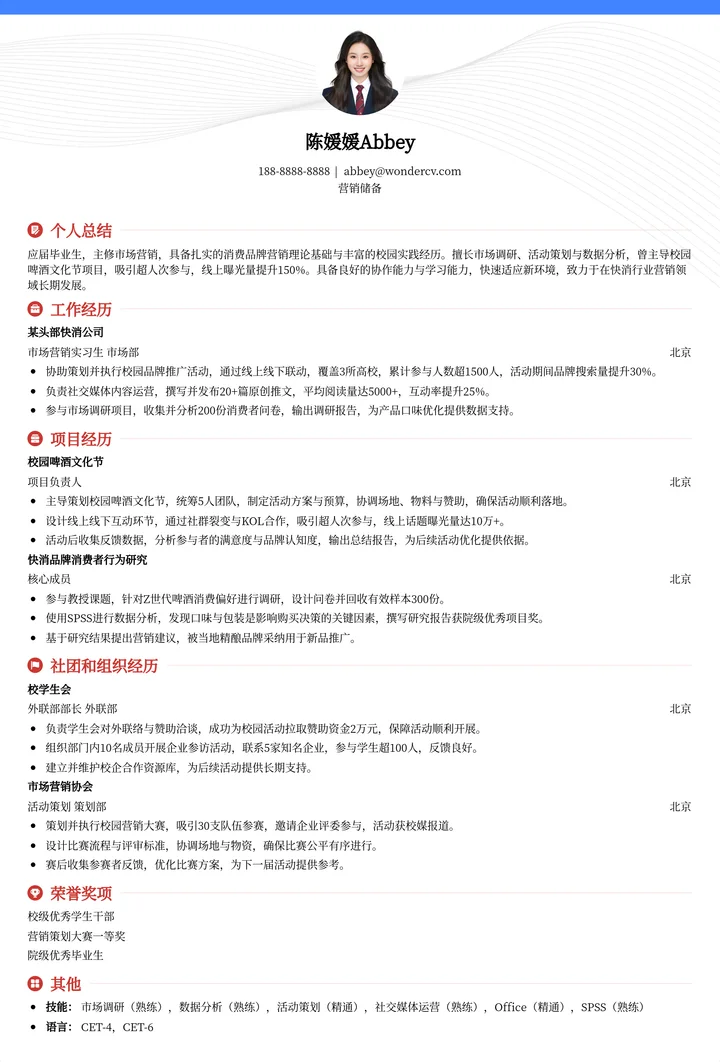 陈媛媛Abbey
188-8888-8888 | abbey@wondercv.com
营销储备
个人总结
应届毕业生，主修市场营销，具备扎实的消费品牌营销理论基础与丰富的校园实践经历。擅长市场调研、活动策划与数据分析，曾主导校园
啤酒文化节项目，吸引超人次参与，线上曝光量提升150%。具备良好的协作能力与学习能力，快速适应新环境，致力于在快消行业营销领
域长期发展。
工作经历
某头部快消公司
市场营销实习生 市场部 北京
• 协助策划并执行校园品牌推广活动，通过线上线下联动，覆盖3所高校，累计参与人数超1500人，活动期间品牌搜索量提升30%。
• 负责社交媒体内容运营，撰写并发布20+篇原创推文，平均阅读量达5000+，互动率提升25%。
• 参与市场调研项目，收集并分析200份消费者问卷，输出调研报告，为产品口味优化提供数据支持。
项目经历
校园啤酒文化节
项目负责人 北京
• 主导策划校园啤酒文化节，统筹5人团队，制定活动方案与预算，协调场地、物料与赞助，确保活动顺利落地。
• 设计线上线下互动环节，通过社群裂变与KOL合作，吸引超人次参与，线上话题曝光量达10万+。
• 活动后收集反馈数据，分析参与者的满意度与品牌认知度，输出总结报告，为后续活动优化提供依据。
快消品牌消费者行为研究
核心成员 北京
• 参与教授课题，针对Z世代啤酒消费偏好进行调研，设计问卷并回收有效样本300份。
• 使用SPSS进行数据分析，发现口味与包装是影响购买决策的关键因素，撰写研究报告获院级优秀项目奖。
• 基于研究结果提出营销建议，被当地精酿品牌采纳用于新品推广。
社团和组织经历
校学生会
外联部部长 外联部 北京
• 负责学生会对外联络与赞助洽谈，成功为校园活动拉取赞助资金2万元，保障活动顺利开展。
• 组织部门内10名成员开展企业参访活动，联系5家知名企业，参与学生超100人，反馈良好。
• 建立并维护校企合作资源库，为后续活动提供长期支持。
市场营销协会
活动策划 策划部 北京
• 策划并执行校园营销大赛，吸引30支队伍参赛，邀请企业评委参与，活动获校媒报道。
• 设计比赛流程与评审标准，协调场地与物资，确保比赛公平有序进行。
• 赛后收集参赛者反馈，优化比赛方案，为下一届活动提供参考。
荣誉奖项
校级优秀学生干部
营销策划大赛一等奖
院级优秀毕业生
其他
• 技能： 市场调研（熟练），数据分析（熟练），活动策划（精通），社交媒体运营（熟练），Office（精通），SPSS（熟练）
• 语言： CET-4，CET-6